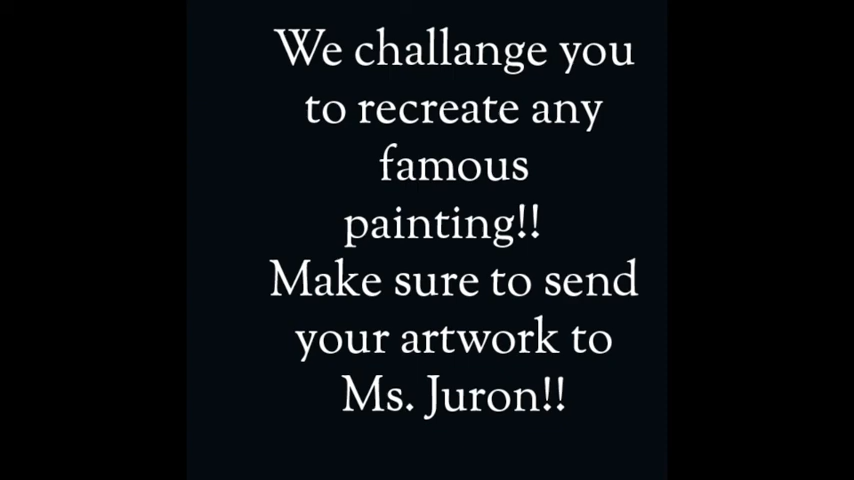 We challange you
to recreate any
famous
painting!!
Make sure to send
your artwork to
Ms. Juron!!